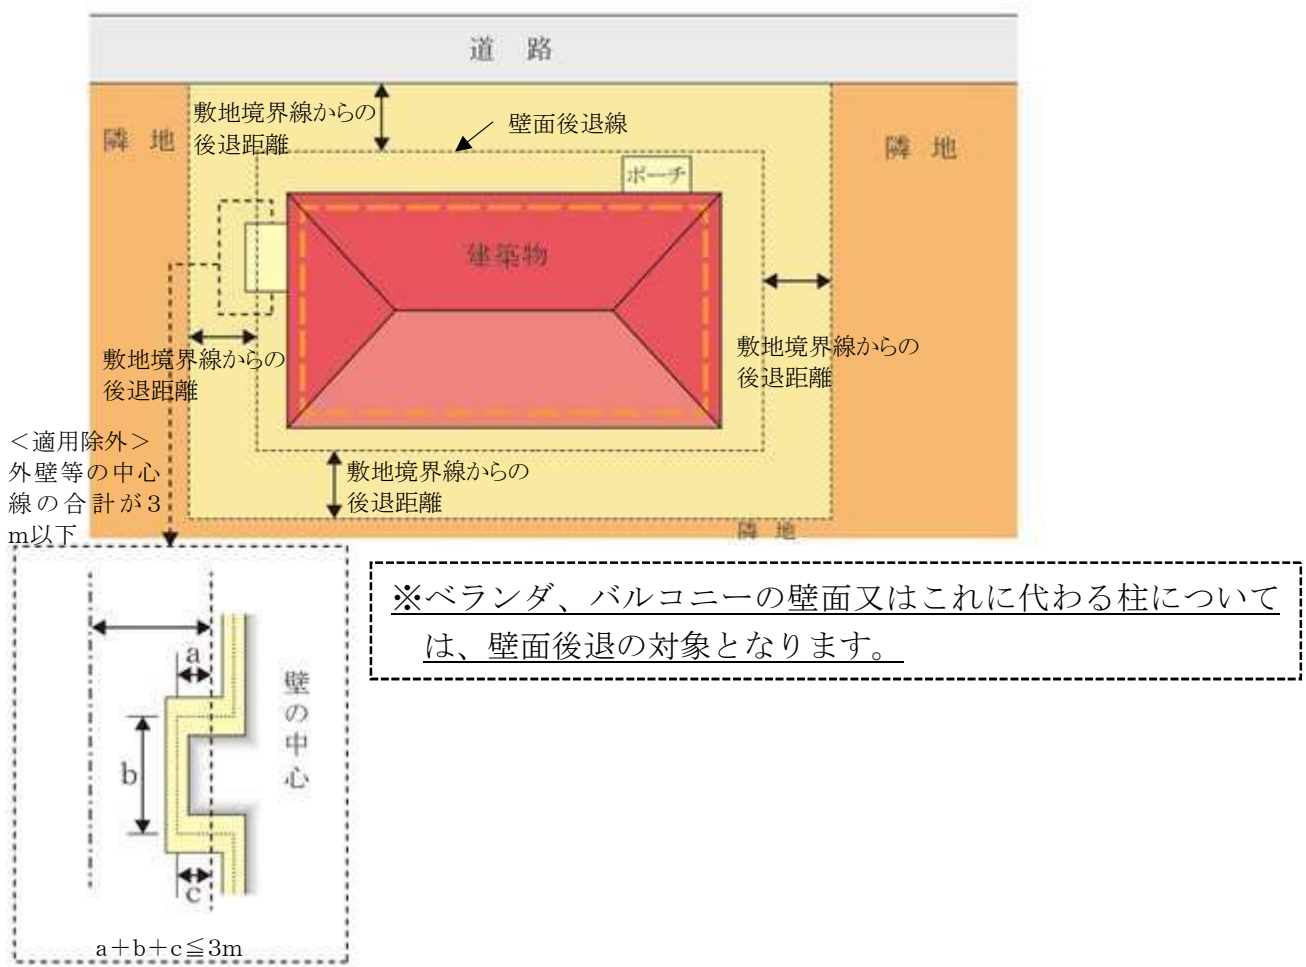 道 路
敷地境界線からの
後退距離
壁面後退線
隣 地
隣 地
ポーチ
建築物
敷地境界線からの
後退距離
敷地境界線からの
後退距離
<適用除外>
外壁等の中心
線の合計が3
m以下
敷地境界線からの
後退距離
隣 地
※ベランダ、バルコニーの壁面又はこれに代わる柱について
は、壁面後退の対象となります。
a
壁の中心
b
c
a+b+c≦3m